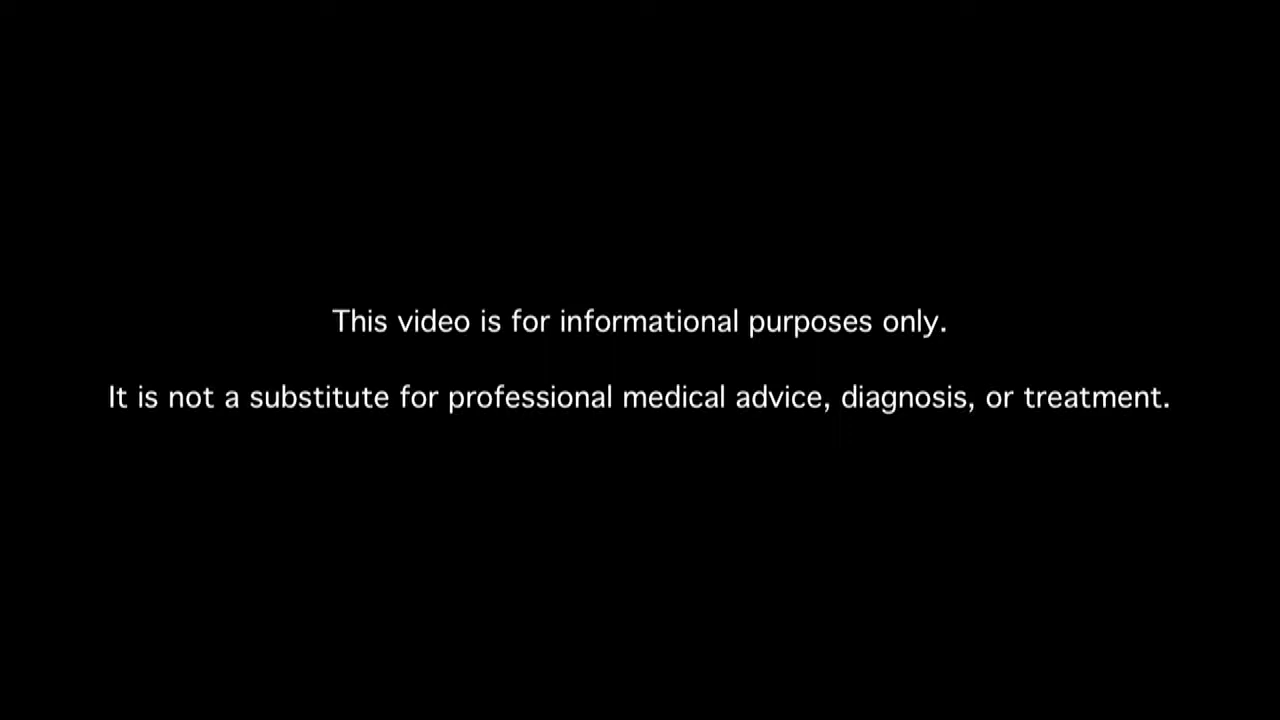 This video is for informational purposes only.
It is not a substitute for professional medical advice, diagnosis, or treatment.